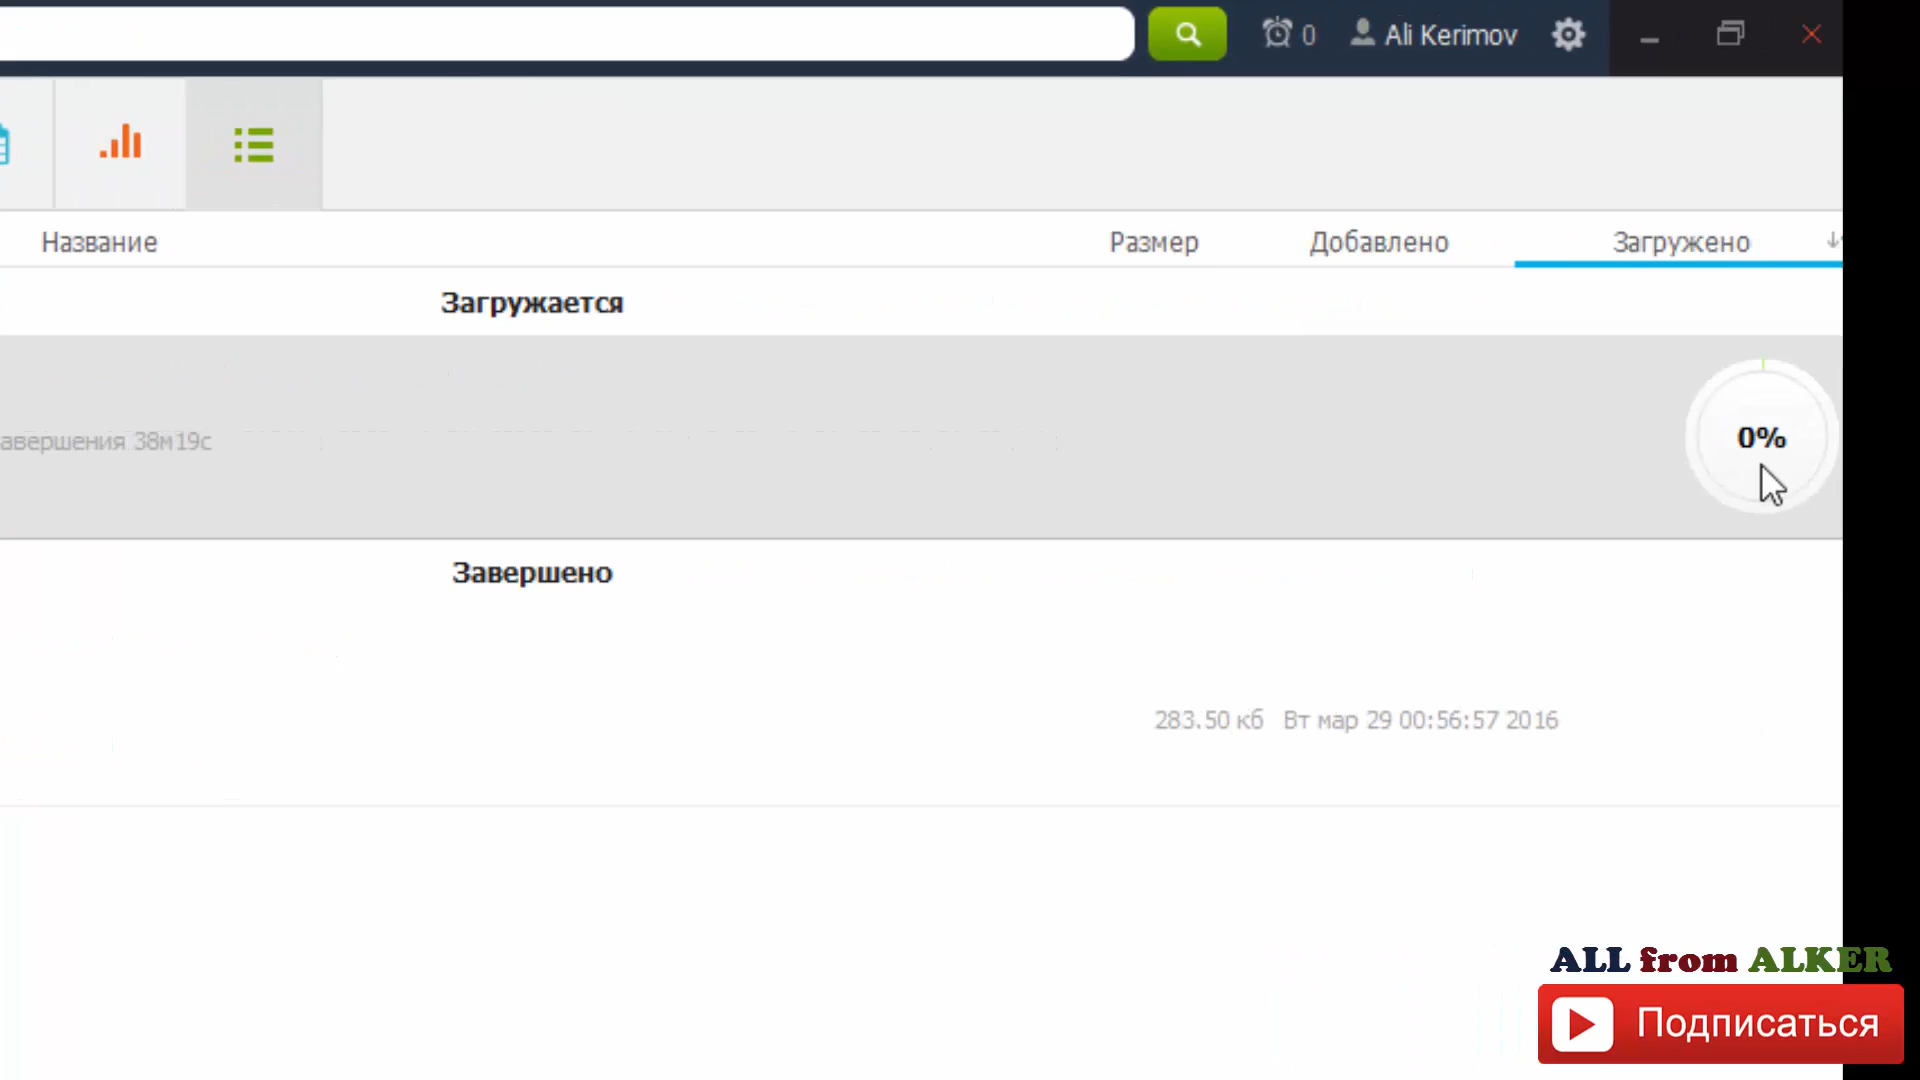 0 Ali Kerimov
Название Размер Добавлено Загружено
Загружается
авершения 38м19с
0%
Завершено
283.50 кб Вт мар 29 00:56:57 2016
ALL from ALKER
Подписаться